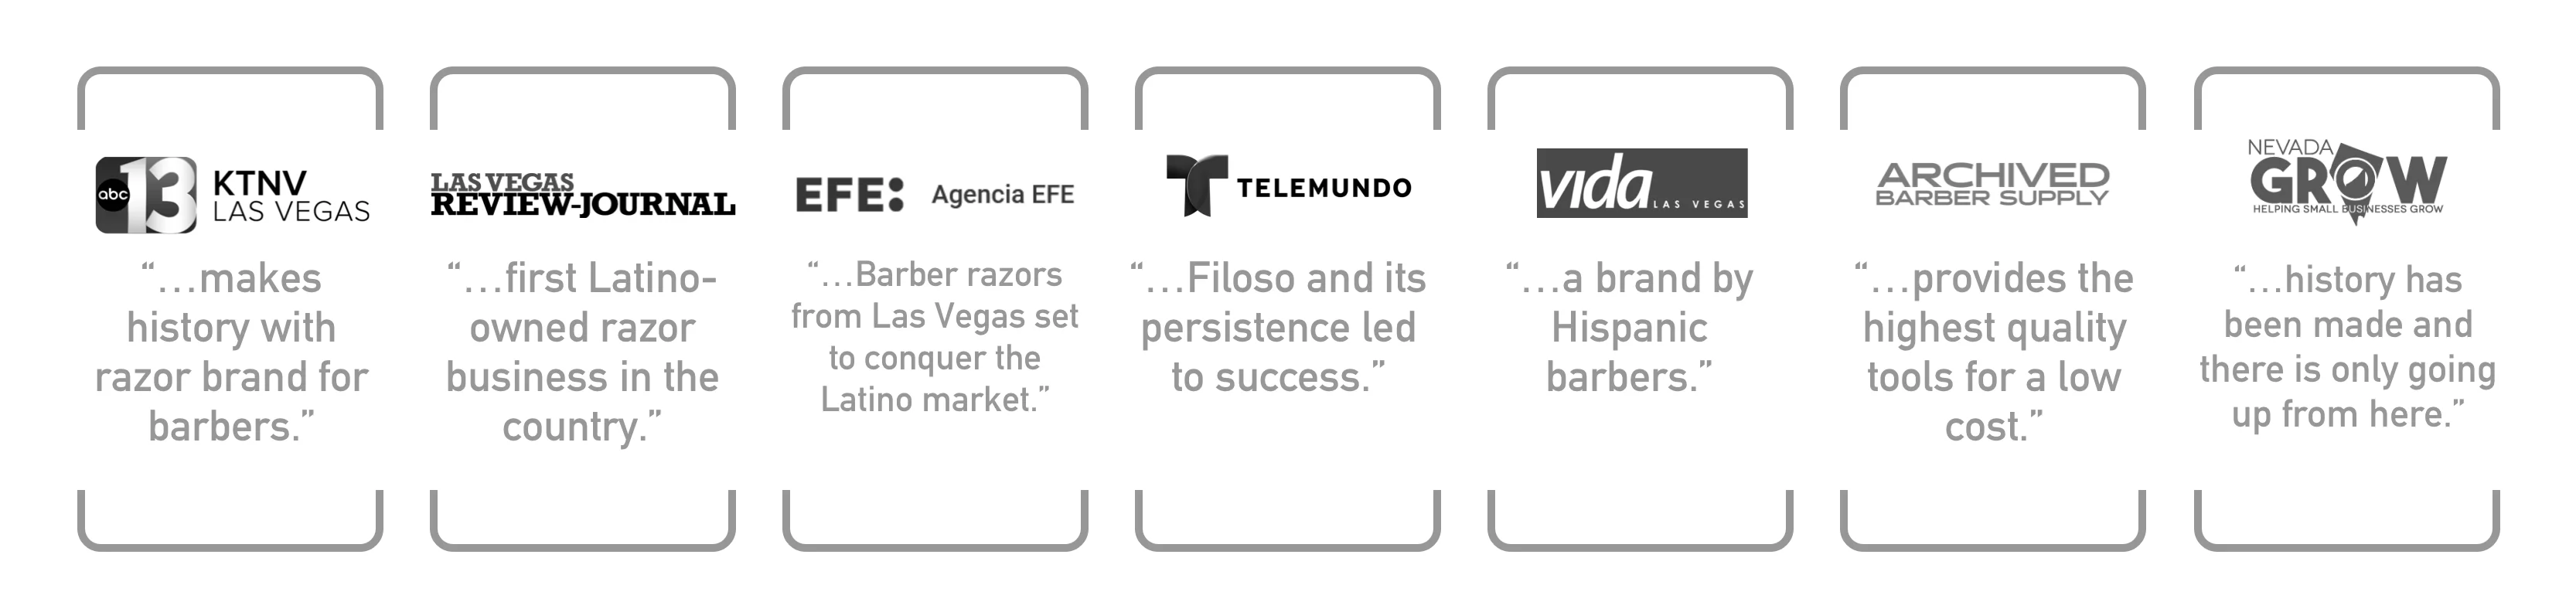 abc 13 KTNV
LAS VEGAS
“…makes
history with
razor brand for
barbers.”
LAS VEGAS
REVIEW-JOURNAL
“…first Latino-
owned razor
business in the
country.”
EFE: Agencia EFE
“…Barber razors
from Las Vegas set
to conquer the
Latino market.”
T TELEMUNDO
“…Filoso and its
persistence led
to success.”
vida LAS VEGAS
“…a brand by
Hispanic
barbers.”
ARCHIVED
BARBER SUPPLY
“…provides the
highest quality
tools for a low
cost.”
NEVADA
GROW
HELPING SMALL BUSINESSES GROW
“…history has
been made and
there is only going
up from here.”